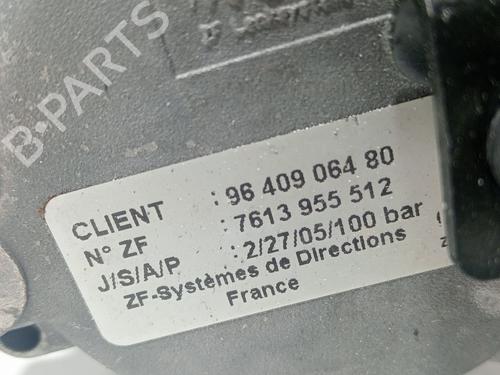 B-PARTS
CLIENT : 96 409 064 80
N° ZF : 7613 955 512
J/S/A/P : 2/27/05/100 bar
ZF-Systèmes de Directions
France